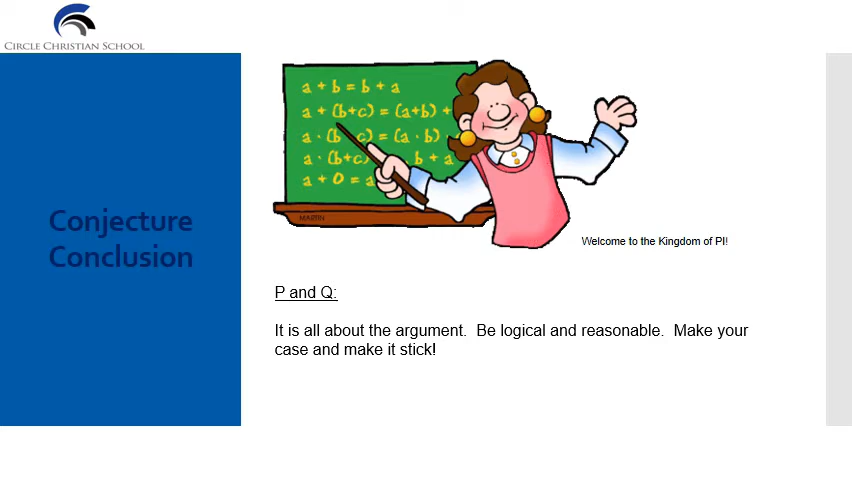 CIRCLE CHRISTIAN SCHOOL
Conjecture
Conclusion
a + b = b + a
a + (b+c) = (a+b) +
a · (b c) = (a · b) ·
a · (b+c) b + a
a + 0 = a
MARTIN
Welcome to the Kingdom of PI!
P and Q:
It is all about the argument.  Be logical and reasonable.  Make your
case and make it stick!